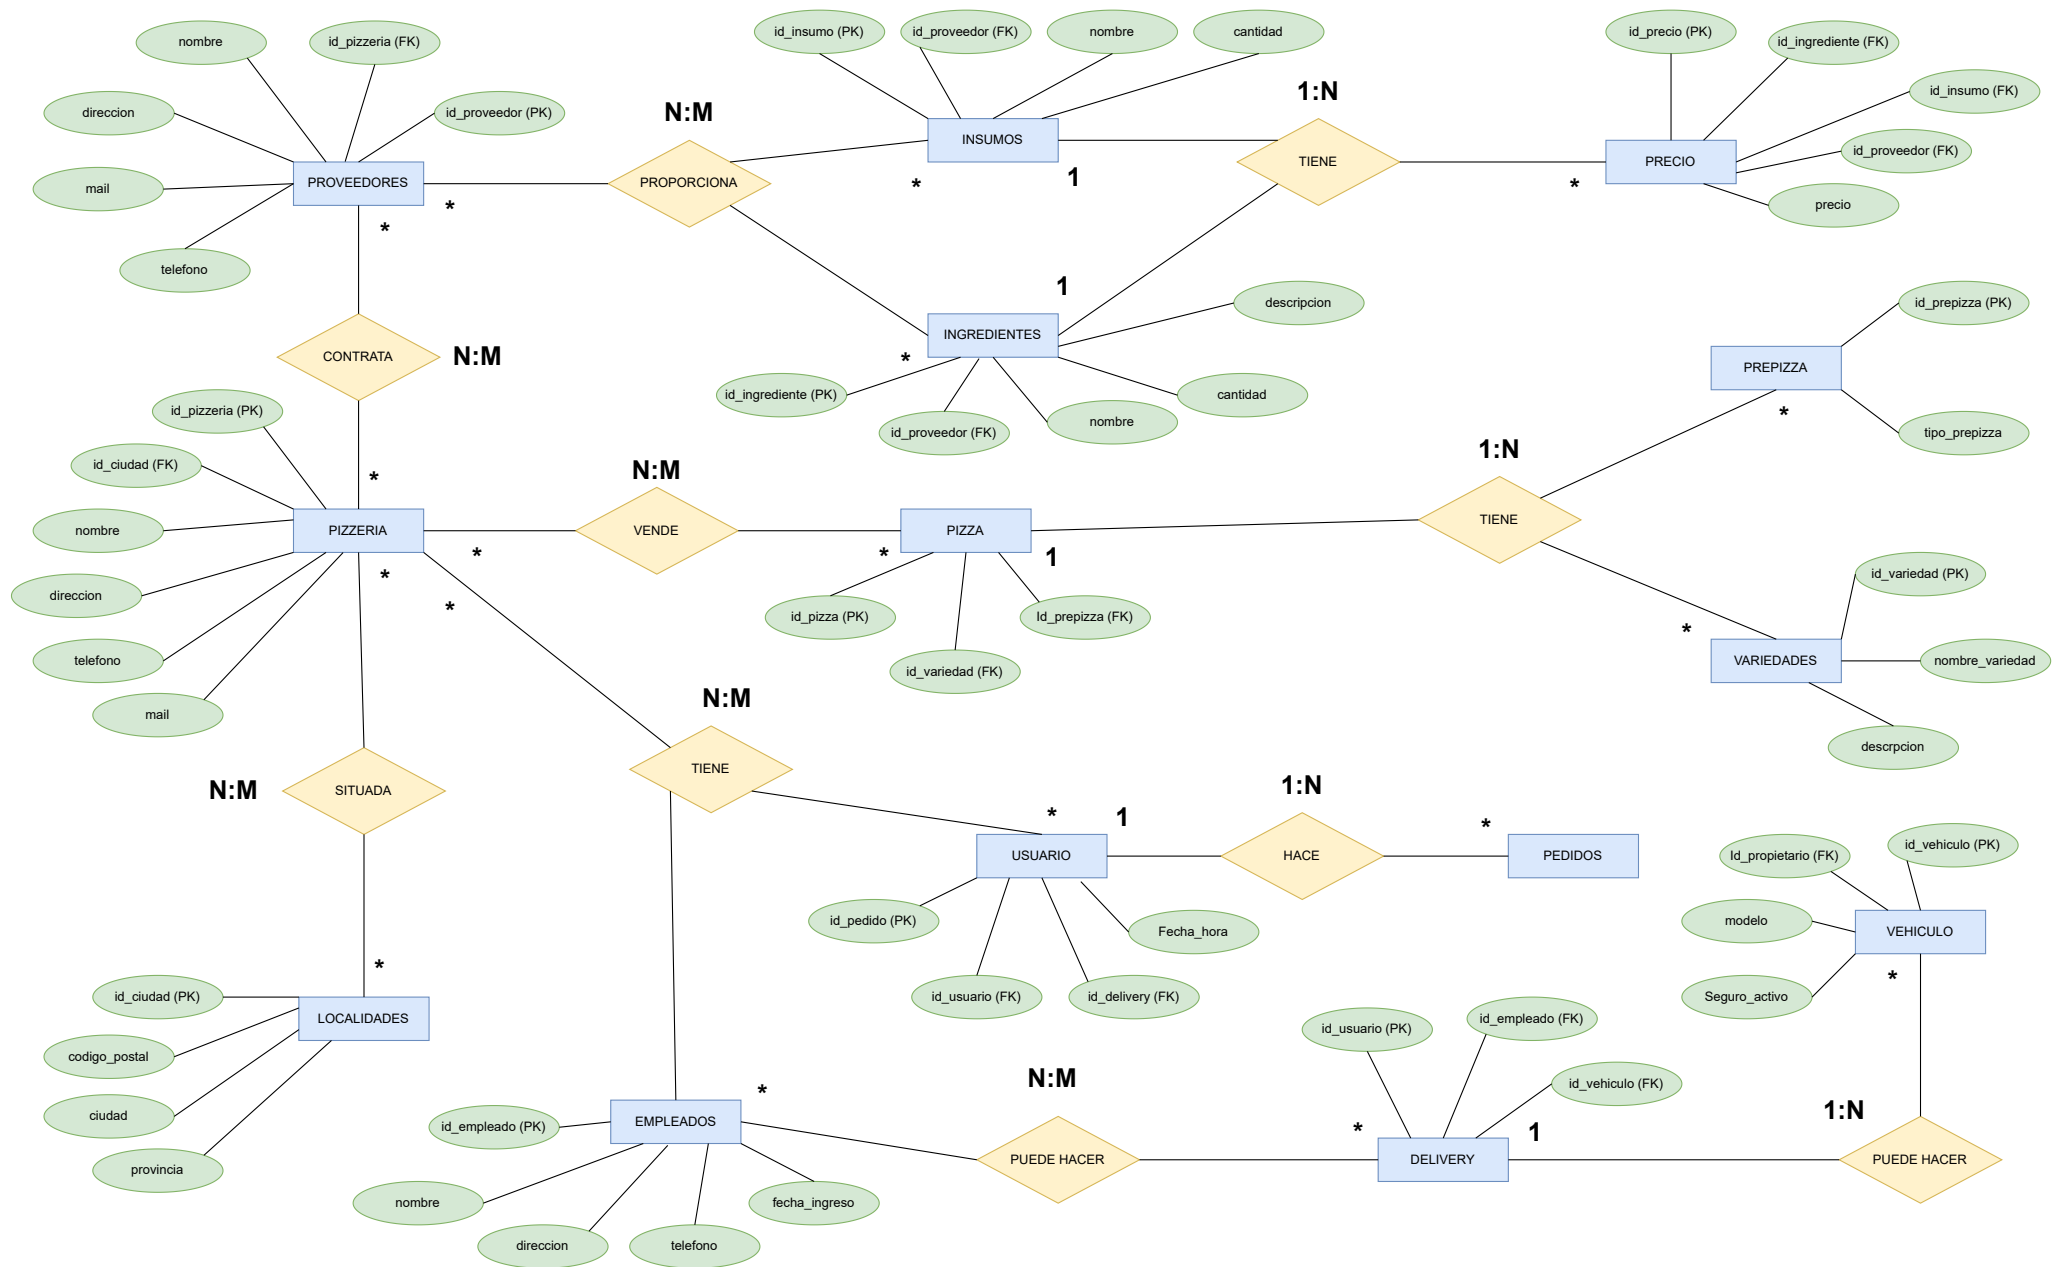 nombre
id_pizzeria (FK)
direccion
id_proveedor (PK)
mail
PROVEEDORES
*
*
telefono
N:M
PROPORCIONA
id_insumo (PK)
id_proveedor (FK)
nombre
cantidad
INSUMOS
*
1
1:N
TIENE
*
id_precio (PK)
id_ingrediente (FK)
id_insumo (FK)
id_proveedor (FK)
precio
PRECIO
CONTRATA
N:M
1
INGREDIENTES
*
descripcion
id_ingrediente (PK)
id_proveedor (FK)
nombre
cantidad
id_prepizza (PK)
PREPIZZA
*
tipo_prepizza
id_pizzeria (PK)
id_ciudad (FK)
*
nombre
PIZZERIA
*
*
*
direccion
telefono
mail
N:M
VENDE
*
PIZZA
1
id_pizza (PK)
Id_prepizza (FK)
id_variedad (FK)
1:N
TIENE
*
id_variedad (PK)
VARIEDADES
nombre_variedad
descrpcion
N:M
SITUADA
*
N:M
TIENE
*
1
USUARIO
1:N
HACE
*
PEDIDOS
id_pedido (PK)
Fecha_hora
id_usuario (FK)
id_delivery (FK)
Id_propietario (FK)
id_vehiculo (PK)
modelo
VEHICULO
*
Seguro_activo
id_ciudad (PK)
LOCALIDADES
codigo_postal
ciudad
provincia
*
id_empleado (PK)
EMPLEADOS
nombre
direccion
telefono
fecha_ingreso
N:M
PUEDE HACER
id_usuario (PK)
id_empleado (FK)
id_vehiculo (FK)
*
DELIVERY
1
1:N
PUEDE HACER